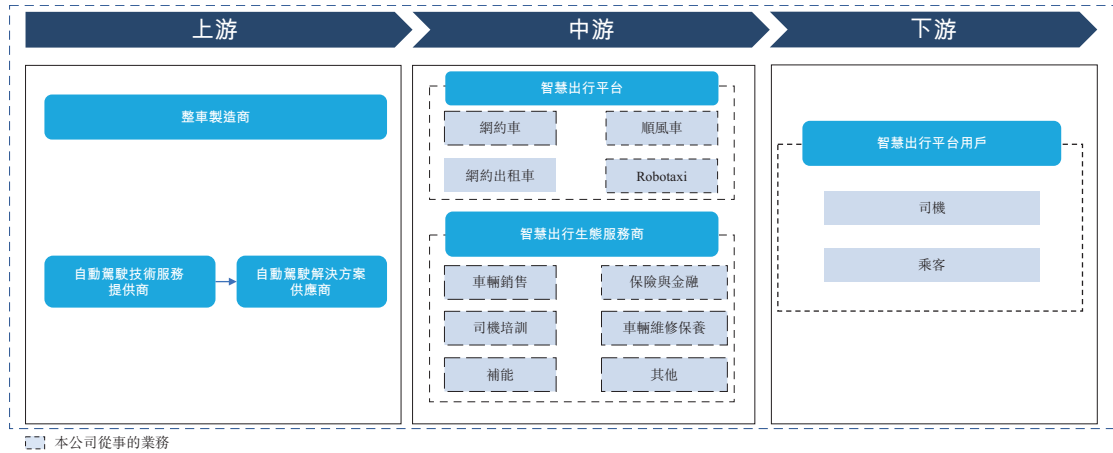 上游
中游
下游
整車製造商
自動駕駛技術服務
提供商
自動駕駛解決方案
供應商
智慧出行平台
網約車
順風車
網約出租車
Robotaxi
智慧出行生態服務商
車輛銷售
保險與金融
司機培訓
車輛維修保養
補能
其他
智慧出行平台用戶
司機
乘客
本公司從事的業務